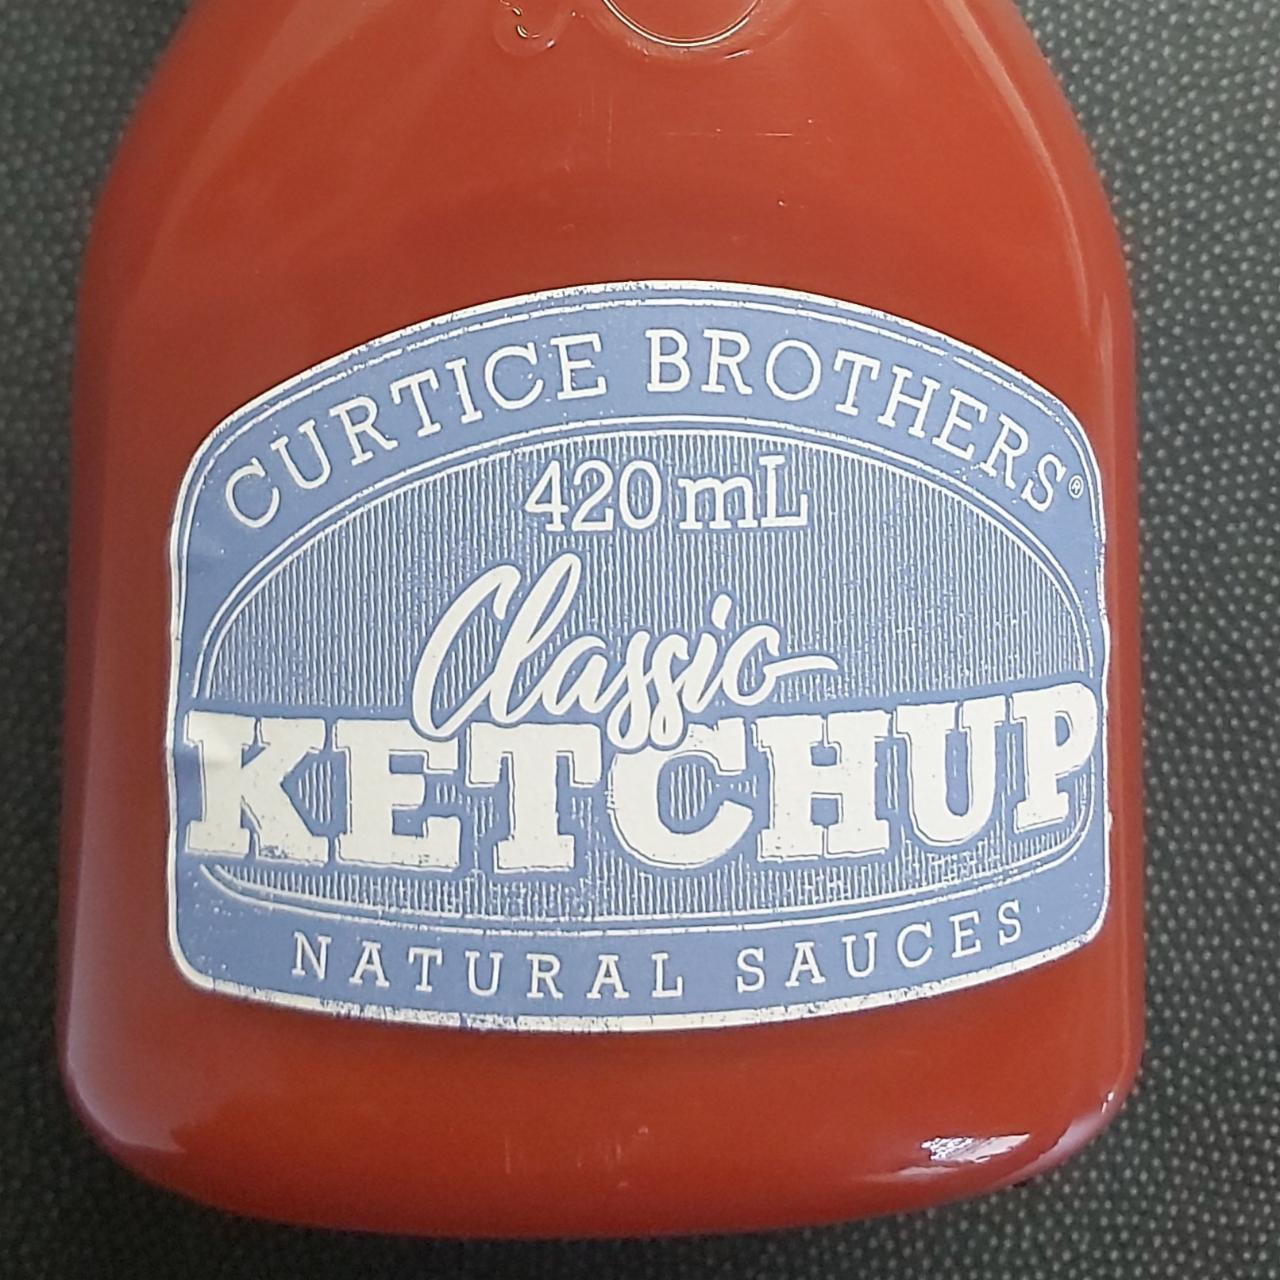 CURTICE BROTHERS®
420 mL
Classic
KETCHUP
NATURAL SAUCES